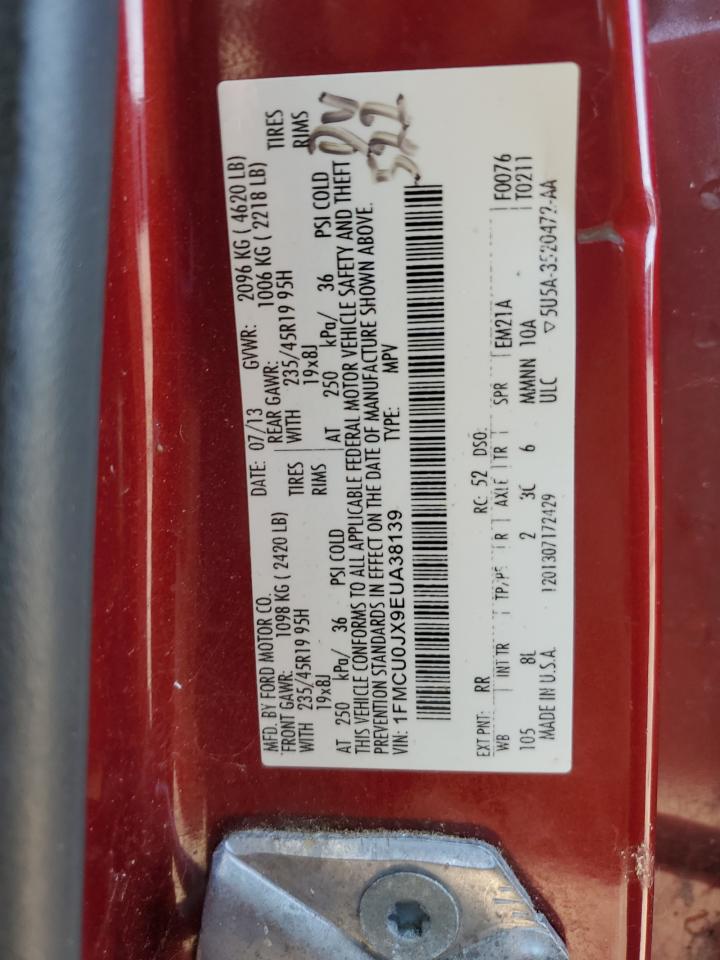 MFD. BY FORD MOTOR CO.
DATE: 07/13 GVWR: 2096 KG ( 4620 LB)
FRONT GAWR: 1098 KG ( 2420 LB) REAR GAWR: 1006 KG ( 2218 LB)
WITH 235/45R19 95H TIRES WITH 235/45R19 95H TIRES
19x8J RIMS 19x8J RIMS
AT 250 kPa/ 36 PSI COLD AT 250 kPa/ 36 PSI COLD
THIS VEHICLE CONFORMS TO ALL APPLICABLE FEDERAL MOTOR VEHICLE SAFETY AND THEFT
PREVENTION STANDARDS IN EFFECT ON THE DATE OF MANUFACTURE SHOWN ABOVE.
VIN: 1FMCU0JX9EUA38139 TYPE: MPV
522
EXT PNT: RR RC: 52 DSO: F0076
WB INT TR TP/PS R AXLE TR SPR EM21A T0211
105 8L 2 3C 6 MMNN 10A
MADE IN U.S.A. 1201307172429 ULC ▽5U5A-3520472-AA